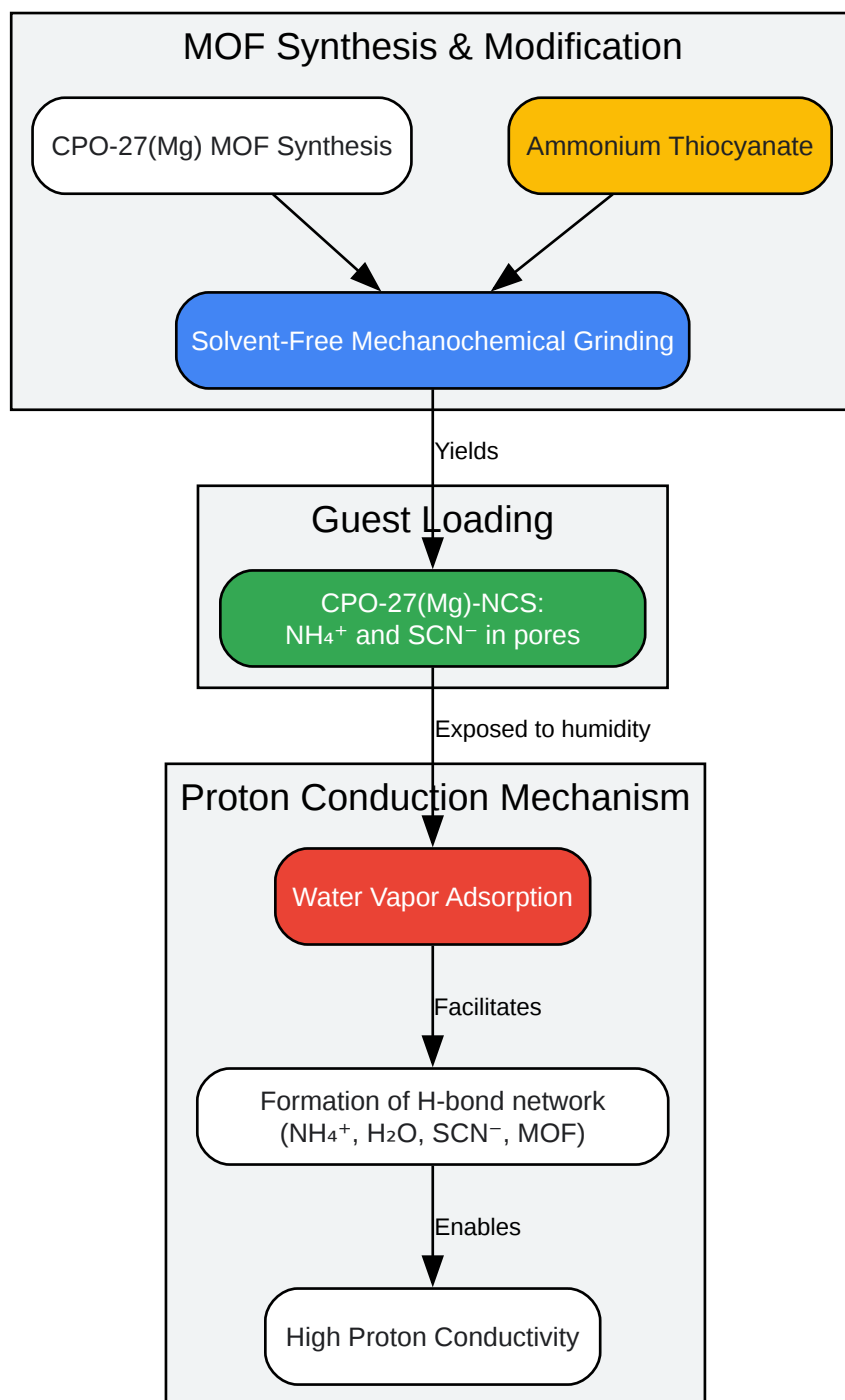 MOF Synthesis & Modification
CPO-27(Mg) MOF Synthesis
Ammonium Thiocyanate
Solvent-Free Mechanochemical Grinding
Yields
Guest Loading
CPO-27(Mg)-NCS:
NH₄⁺ and SCN⁻ in pores
Exposed to humidity
Proton Conduction Mechanism
Water Vapor Adsorption
Facilitates
Formation of H-bond network
(NH₄⁺, H₂O, SCN⁻, MOF)
Enables
High Proton Conductivity